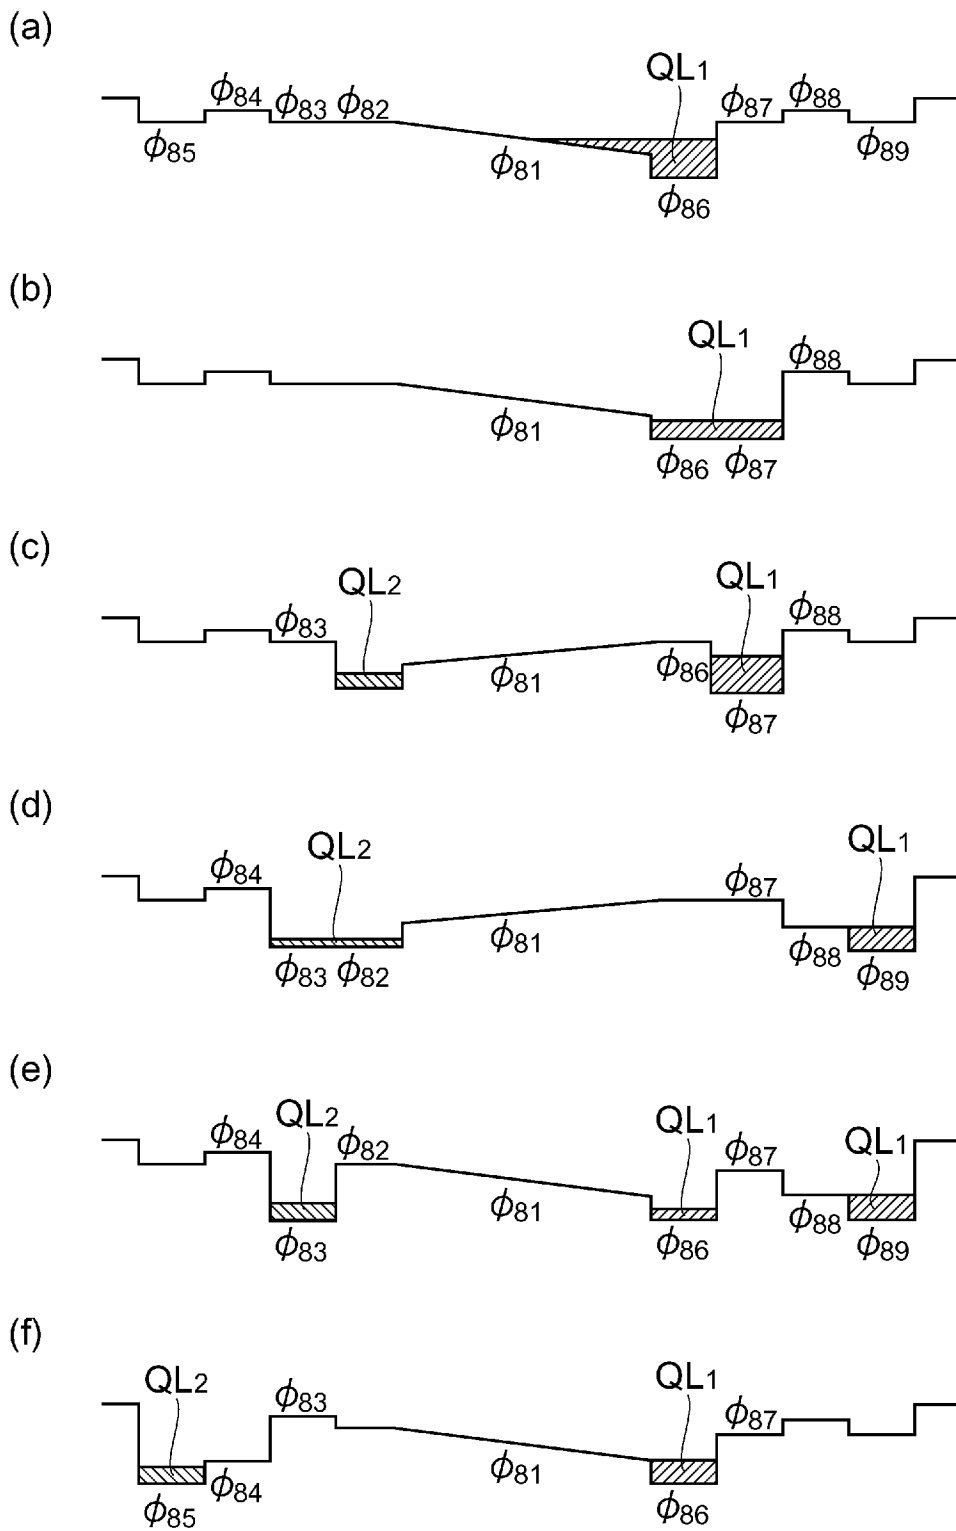 (a)
QL1
ϕ85 ϕ84 ϕ83 ϕ82 ϕ81 ϕ86 ϕ87 ϕ88 ϕ89
(b)
QL1
ϕ81 ϕ86 ϕ87 ϕ88
(c)
QL2 QL1
ϕ83 ϕ81 ϕ86 ϕ87 ϕ88
(d)
QL2 QL1
ϕ84 ϕ83 ϕ82 ϕ81 ϕ87 ϕ88 ϕ89
(e)
QL2 QL1 QL1
ϕ84 ϕ83 ϕ82 ϕ81 ϕ86 ϕ87 ϕ88 ϕ89
(f)
QL2 QL1
ϕ85 ϕ84 ϕ83 ϕ81 ϕ86 ϕ87